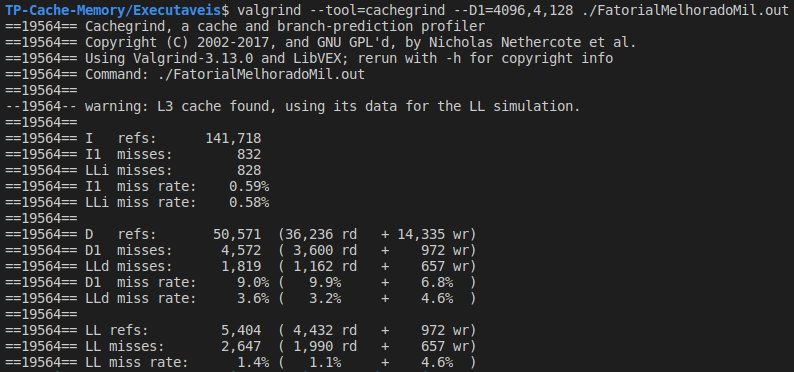 TP-Cache-Memory/Executaveis$ valgrind --tool=cachegrind --D1=4096,4,128 ./FatorialMelhoradoMil.out
==19564== Cachegrind, a cache and branch-prediction profiler
==19564== Copyright (C) 2002-2017, and GNU GPL'd, by Nicholas Nethercote et al.
==19564== Using Valgrind-3.13.0 and LibVEX; rerun with -h for copyright info
==19564== Command: ./FatorialMelhoradoMil.out
==19564==
--19564-- warning: L3 cache found, using its data for the LL simulation.
==19564==
==19564== I   refs:      141,718
==19564== I1  misses:        832
==19564== LLi misses:        828
==19564== I1  miss rate:    0.59%
==19564== LLi miss rate:    0.58%
==19564==
==19564== D   refs:       50,571  (36,236 rd   + 14,335 wr)
==19564== D1  misses:      4,572  ( 3,600 rd   +    972 wr)
==19564== LLd misses:      1,819  ( 1,162 rd   +    657 wr)
==19564== D1  miss rate:     9.0% (   9.9%     +    6.8%  )
==19564== LLd miss rate:     3.6% (   3.2%     +    4.6%  )
==19564==
==19564== LL refs:         5,404  ( 4,432 rd   +    972 wr)
==19564== LL misses:       2,647  ( 1,990 rd   +    657 wr)
==19564== LL miss rate:      1.4% (   1.1%     +    4.6%  )